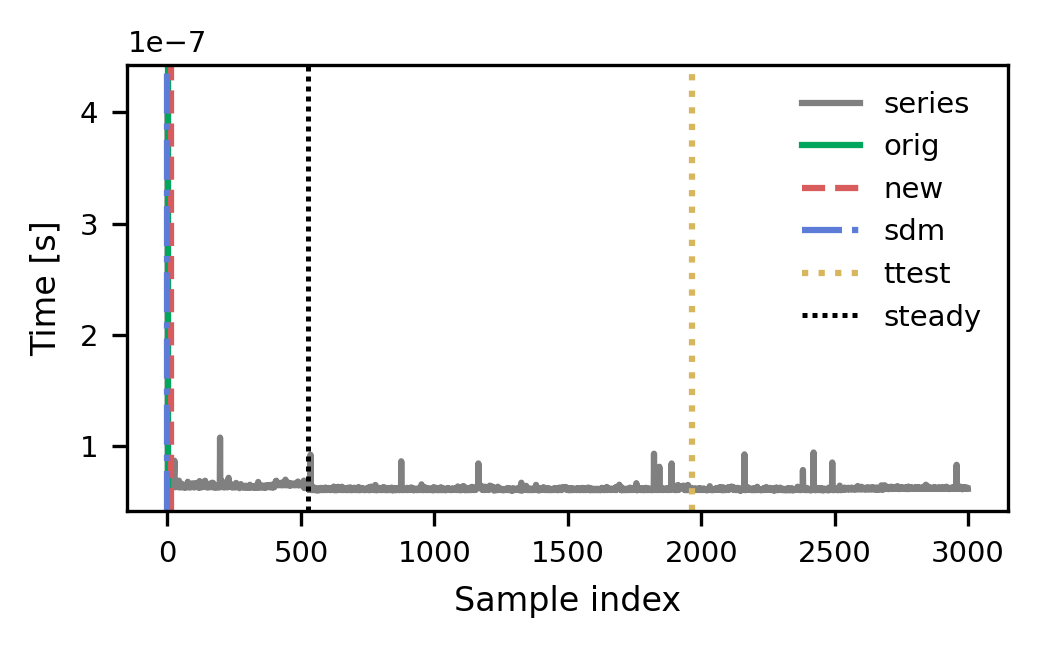 1e−7
4
3
2
1
Time [s]
series
orig
new
sdm
ttest
steady
0 500 1000 1500 2000 2500 3000
Sample index